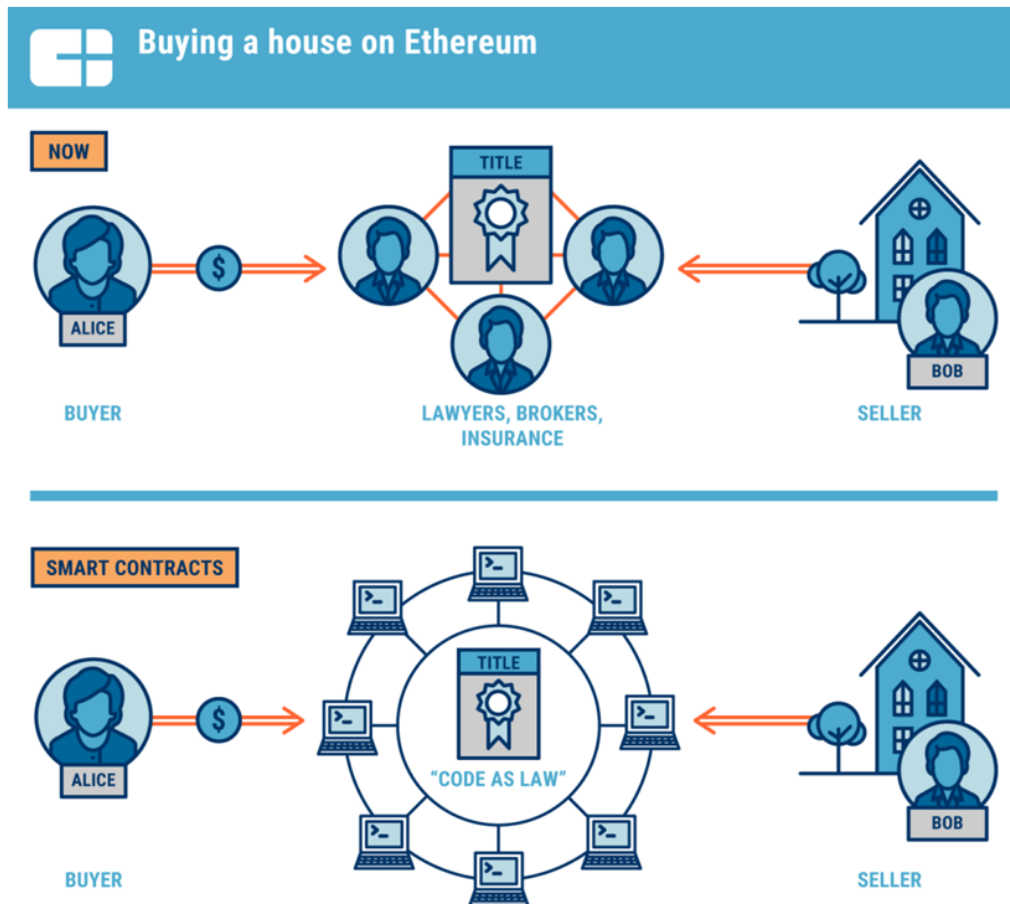 Buying a house on Ethereum
NOW
TITLE
$
ALICE
BOB
BUYER
LAWYERS, BROKERS,
INSURANCE
SELLER
SMART CONTRACTS
>_
>_
>_
TITLE
$
>_
>_
"CODE AS LAW"
ALICE
BOB
>_
>_
>_
BUYER
SELLER